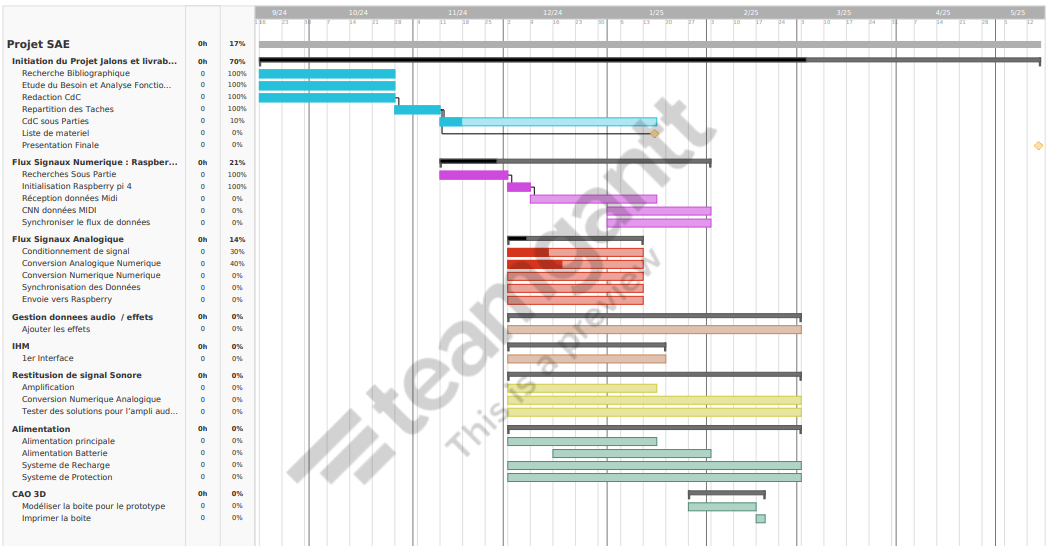 9/24 10/24 11/24 12/24 1/25 2/25 3/25 4/25 5/25
Projet SAE 0h 17%
Initiation du Projet Jalons et livrab... 0h 70%
Recherche Bibliographique 0 100%
Etude du Besoin et Analyse Fonctio... 0 100%
Redaction CdC 0 100%
Repartition des Taches 0 100%
CdC sous Parties 0 10%
Liste de materiel 0 0%
Presentation Finale 0 0%
Flux Signaux Numerique : Raspber... 0h 21%
Recherches Sous Partie 0 100%
Initialisation Raspberry pi 4 0 100%
Réception données Midi 0 0%
CNN données MIDI 0 0%
Synchroniser le flux de données 0 0%
Flux Signaux Analogique 0h 14%
Conditionnement de signal 0 30%
Conversion Analogique Numerique 0 40%
Conversion Numerique Numerique 0 0%
Synchronisation des Données 0 0%
Envoie vers Raspberry 0 0%
Gestion donnees audio / effets 0h 0%
Ajouter les effets 0 0%
IHM 0h 0%
1er Interface 0 0%
Restitusion de signal Sonore 0h 0%
Amplification 0 0%
Conversion Numerique Analogique 0 0%
Tester des solutions pour l'ampli aud... 0 0%
Alimentation 0h 0%
Alimentation principale 0 0%
Alimentation Batterie 0 0%
Systeme de Recharge 0 0%
Systeme de Protection 0 0%
CAO 3D 0h 0%
Modéliser la boite pour le prototype 0 0%
Imprimer la boite 0 0%
teamgantt
This is a preview